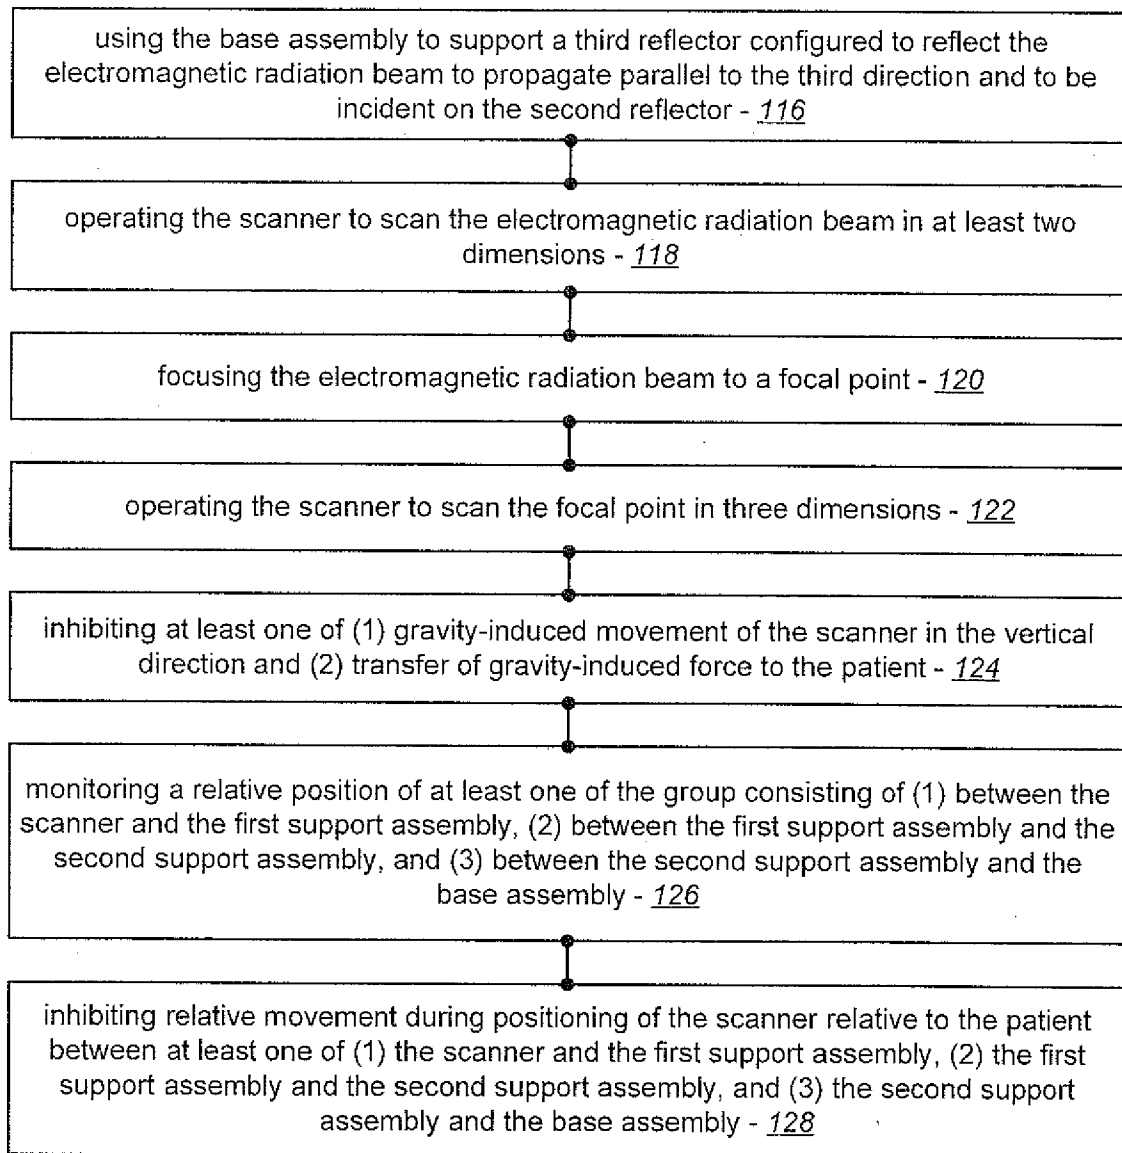 using the base assembly to support a third reflector configured to reflect the
electromagnetic radiation beam to propagate parallel to the third direction and to be
incident on the second reflector - 116
operating the scanner to scan the electromagnetic radiation beam in at least two
dimensions - 118
focusing the electromagnetic radiation beam to a focal point - 120
operating the scanner to scan the focal point in three dimensions - 122
inhibiting at least one of (1) gravity-induced movement of the scanner in the vertical
direction and (2) transfer of gravity-induced force to the patient - 124
monitoring a relative position of at least one of the group consisting of (1) between the
scanner and the first support assembly, (2) between the first support assembly and the
second support assembly, and (3) between the second support assembly and the
base assembly - 126
inhibiting relative movement during positioning of the scanner relative to the patient
between at least one of (1) the scanner and the first support assembly, (2) the first
support assembly and the second support assembly, and (3) the second support
assembly and the base assembly - 128